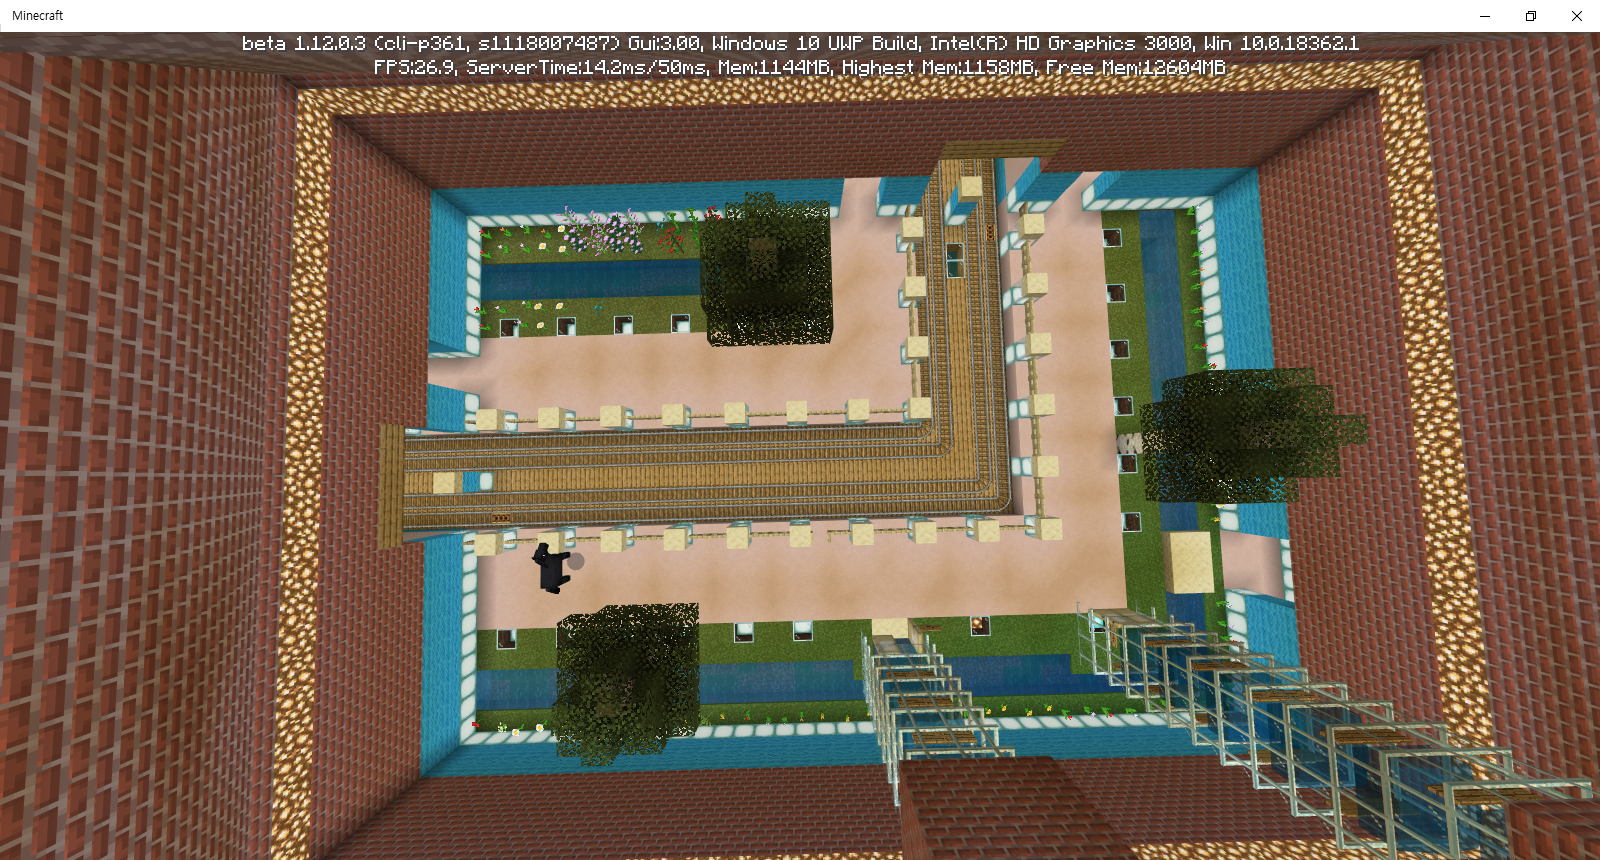 Minecraft
beta 1.12.0.3 (cli-p361, s1118007487) Gui:3.00, Windows 10 UWP Build, Intel(R) HD Graphics 3000, Win 10.0.18362.1
FPS:26.9, ServerTime:14.2ms/50ms, Mem:1144MB, Highest Mem:1158MB, Free Mem:12604MB